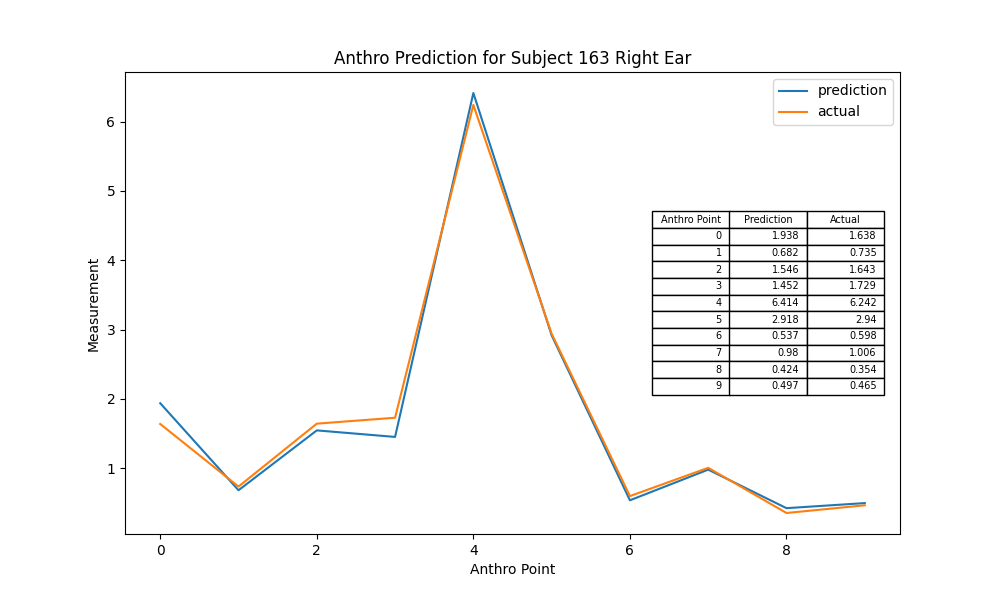 Anthro Prediction for Subject 163 Right Ear
prediction
actual
6
5
4
3
2
1
Measurement
Anthro Point Prediction Actual
0 1.938 1.638
1 0.682 0.735
2 1.546 1.643
3 1.452 1.729
4 6.414 6.242
5 2.918 2.94
6 0.537 0.598
7 0.98 1.006
8 0.424 0.354
9 0.497 0.465
0 2 4 6 8
Anthro Point